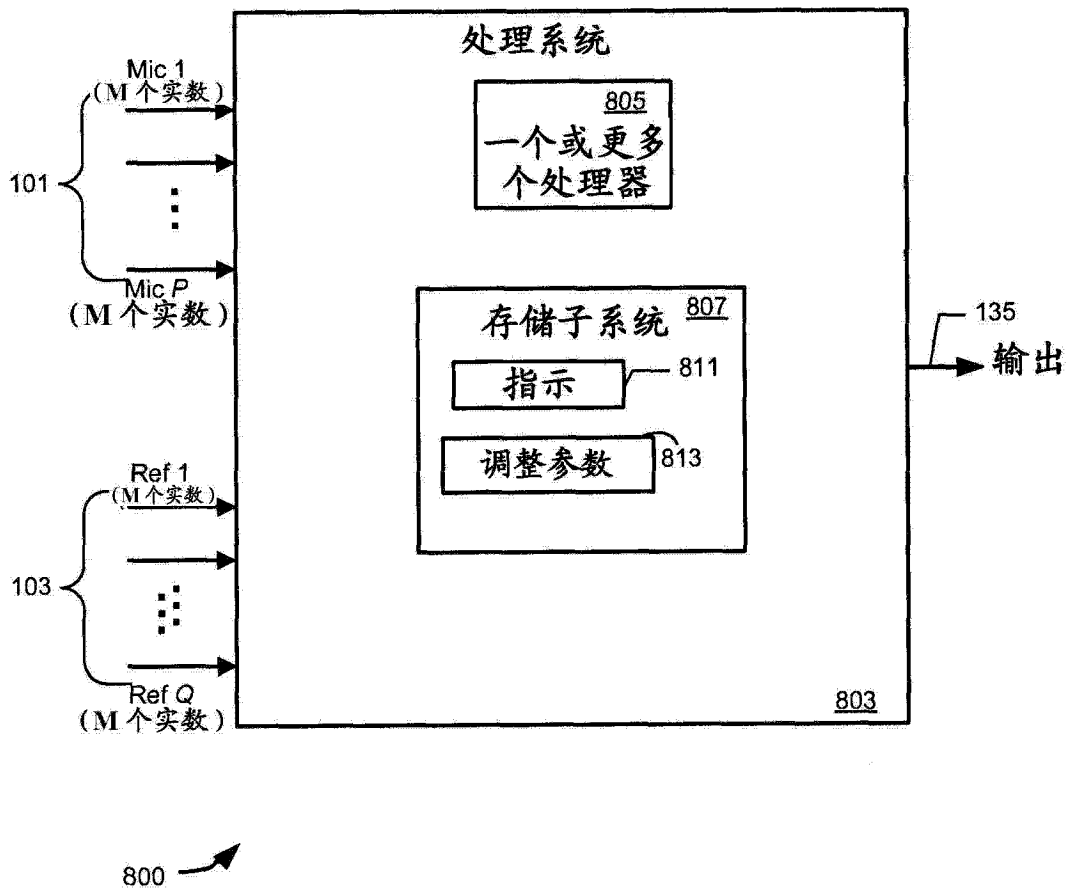 处理系统
805
一个或更多
个处理器
Mic 1
(M 个实数)
101
Mic P
(M 个实数)
807
存储子系统
指示
811
调整参数
813
135
输出
Ref 1
(M 个实数)
103
Ref Q
(M 个实数)
803
800